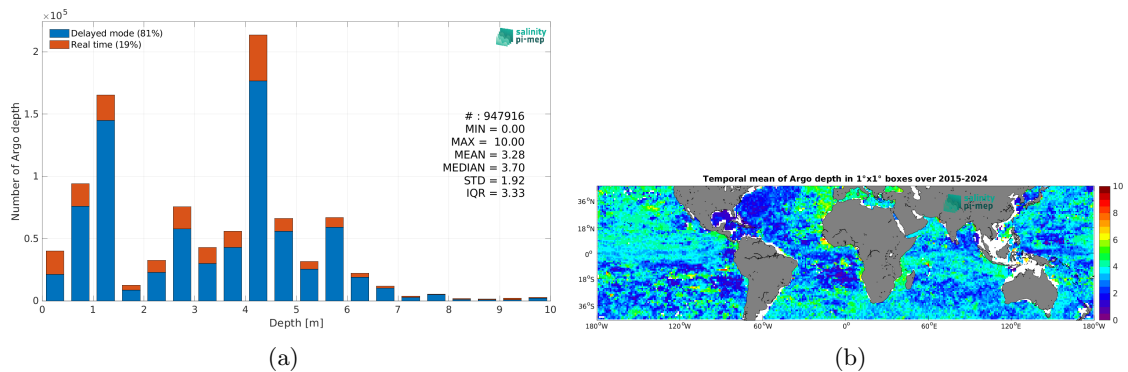 ×10⁵
Delayed mode (81%)
Real time (19%)
salinity
pi-mep
Number of Argo depth
2
1.5
1
0.5
0
# : 947916
MIN = 0.00
MAX = 10.00
MEAN = 3.28
MEDIAN = 3.70
STD = 1.92
IQR = 3.33
0 1 2 3 4 5 6 7 8 9 10
Depth [m]
(a)
Temporal mean of Argo depth in 1°x1° boxes over 2015-2024
salinity
pi-mep
36°N
18°N
0°
18°S
36°S
180°W 120°W 60°W 0° 60°E 120°E 180°W
10
8
6
4
2
0
(b)